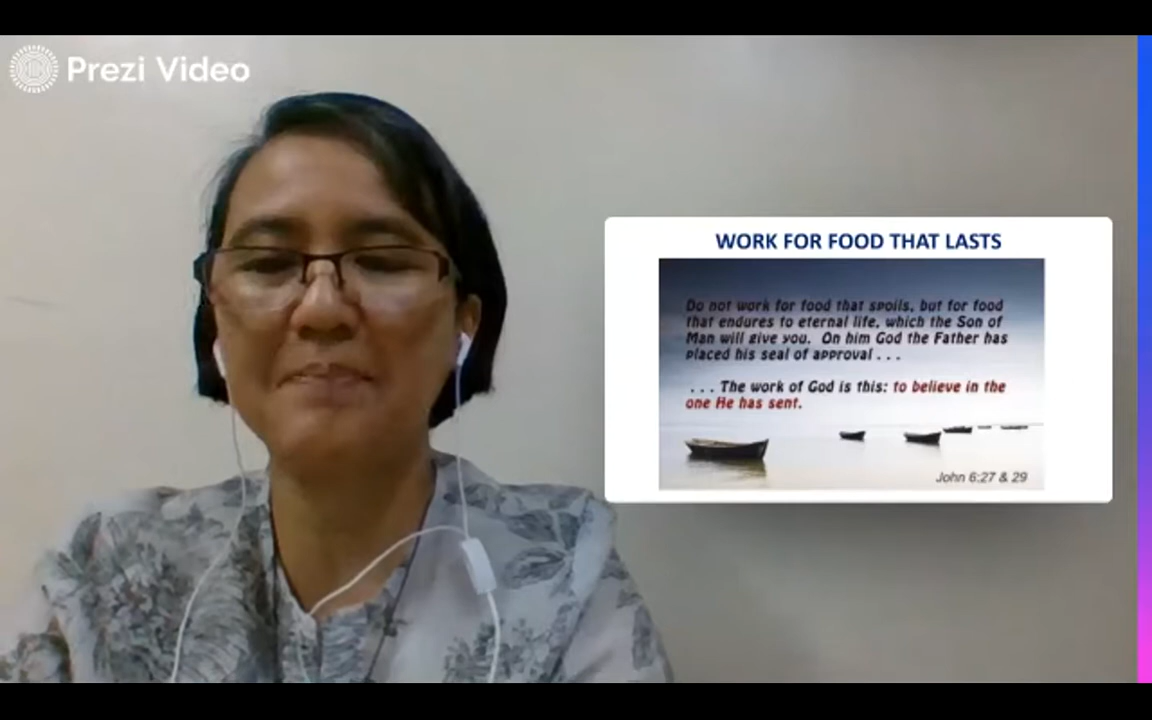 Prezi Video
WORK FOR FOOD THAT LASTS
Do not work for food that spoils, but for food
that endures to eternal life, which the Son of
Man will give you. On him God the Father has
placed his seal of approval . . .
. . . The work of God is this: to believe in the
one He has sent.
John 6:27 & 29